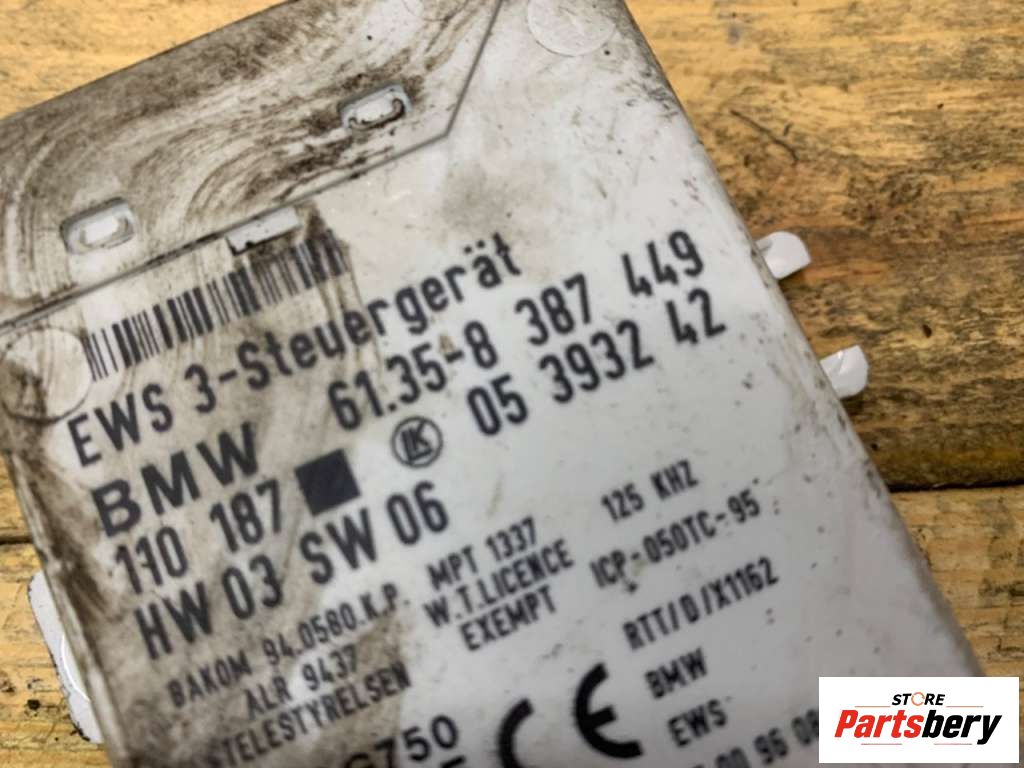 EWS 3-Steuergerät
BMW 61.35-8 387 449
110 187 LK 05 3932 42
HW 03 SW 06
BAKOM 94.0580.K.P. MPT 1337 125 KHZ
ALR 9437 W.T.LICENCE ICP-050TC-95
EXEMPT
RTT/D/X1162
CE BMW
EWS
STORE
Partsbery